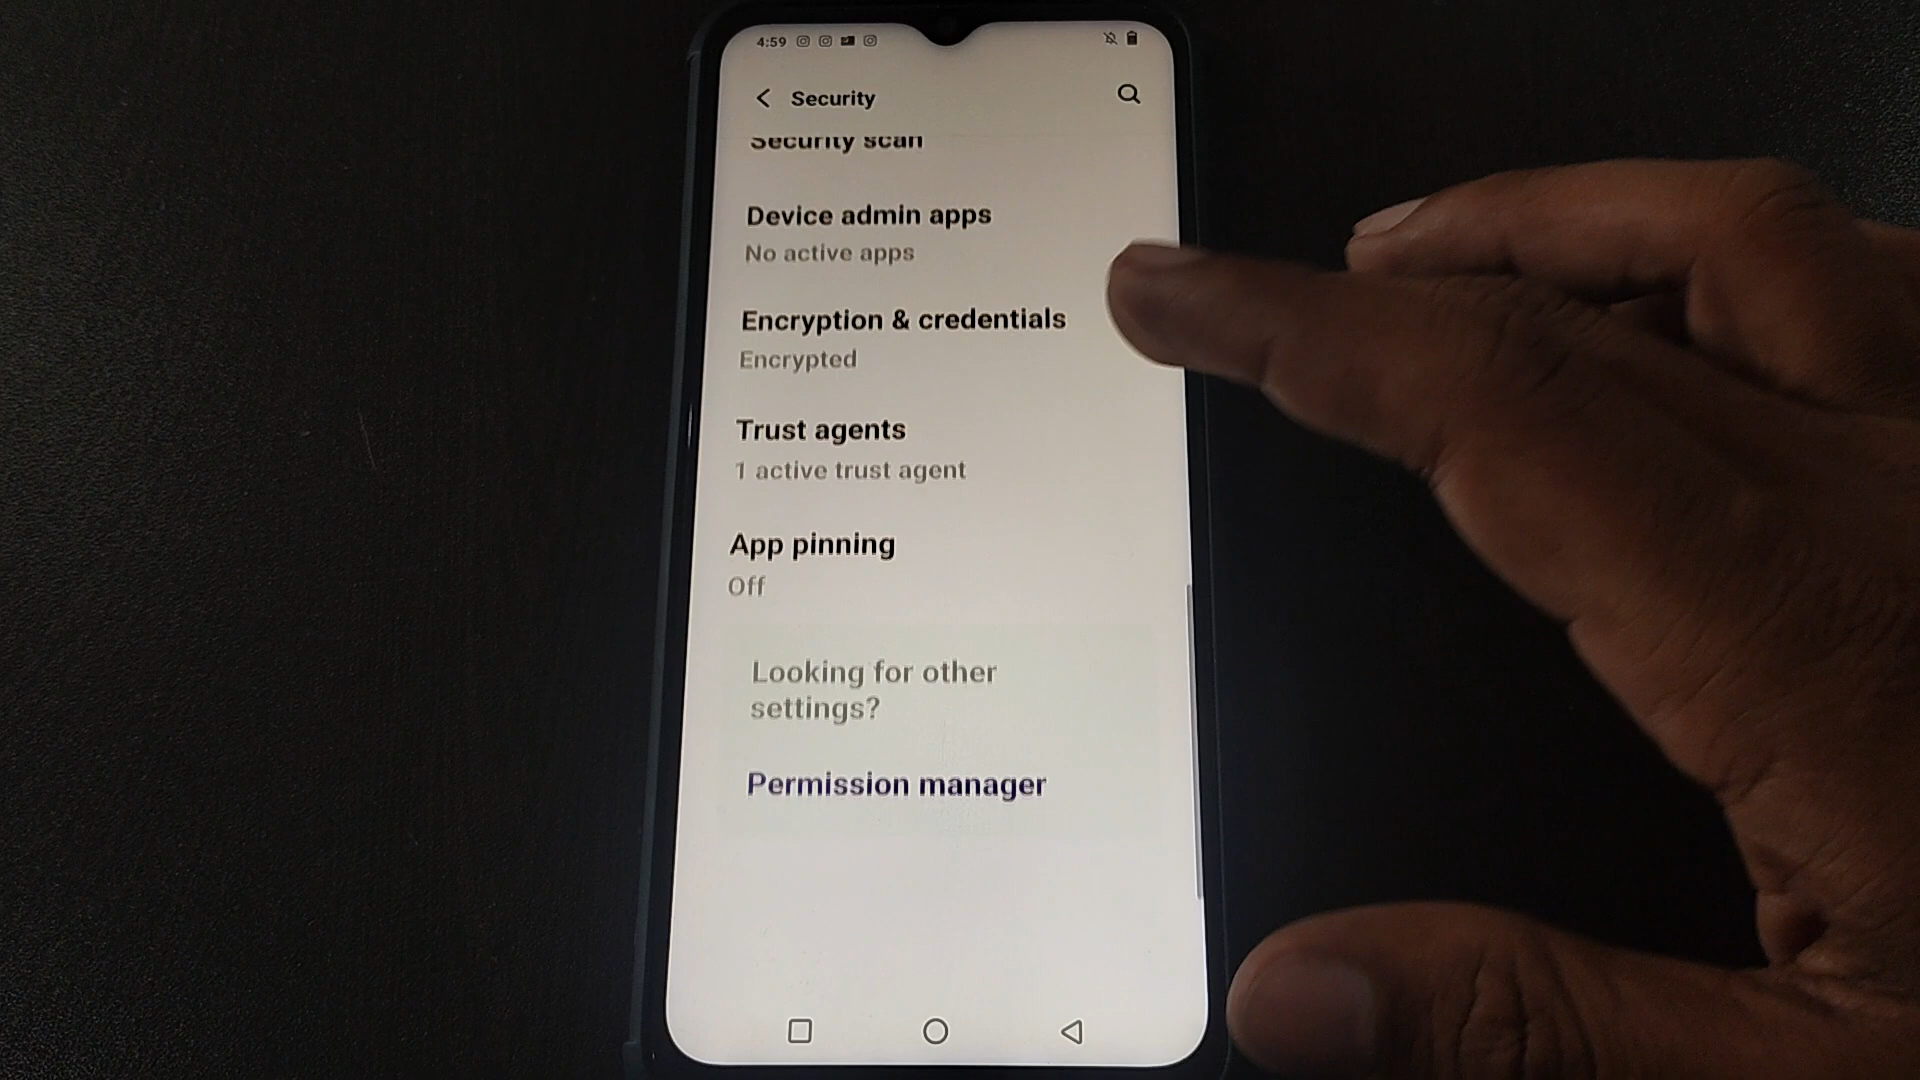 4:59
Security
Security scan
Device admin apps
No active apps
Encryption & credentials
Encrypted
Trust agents
1 active trust agent
App pinning
Off
Looking for other
settings?
Permission manager